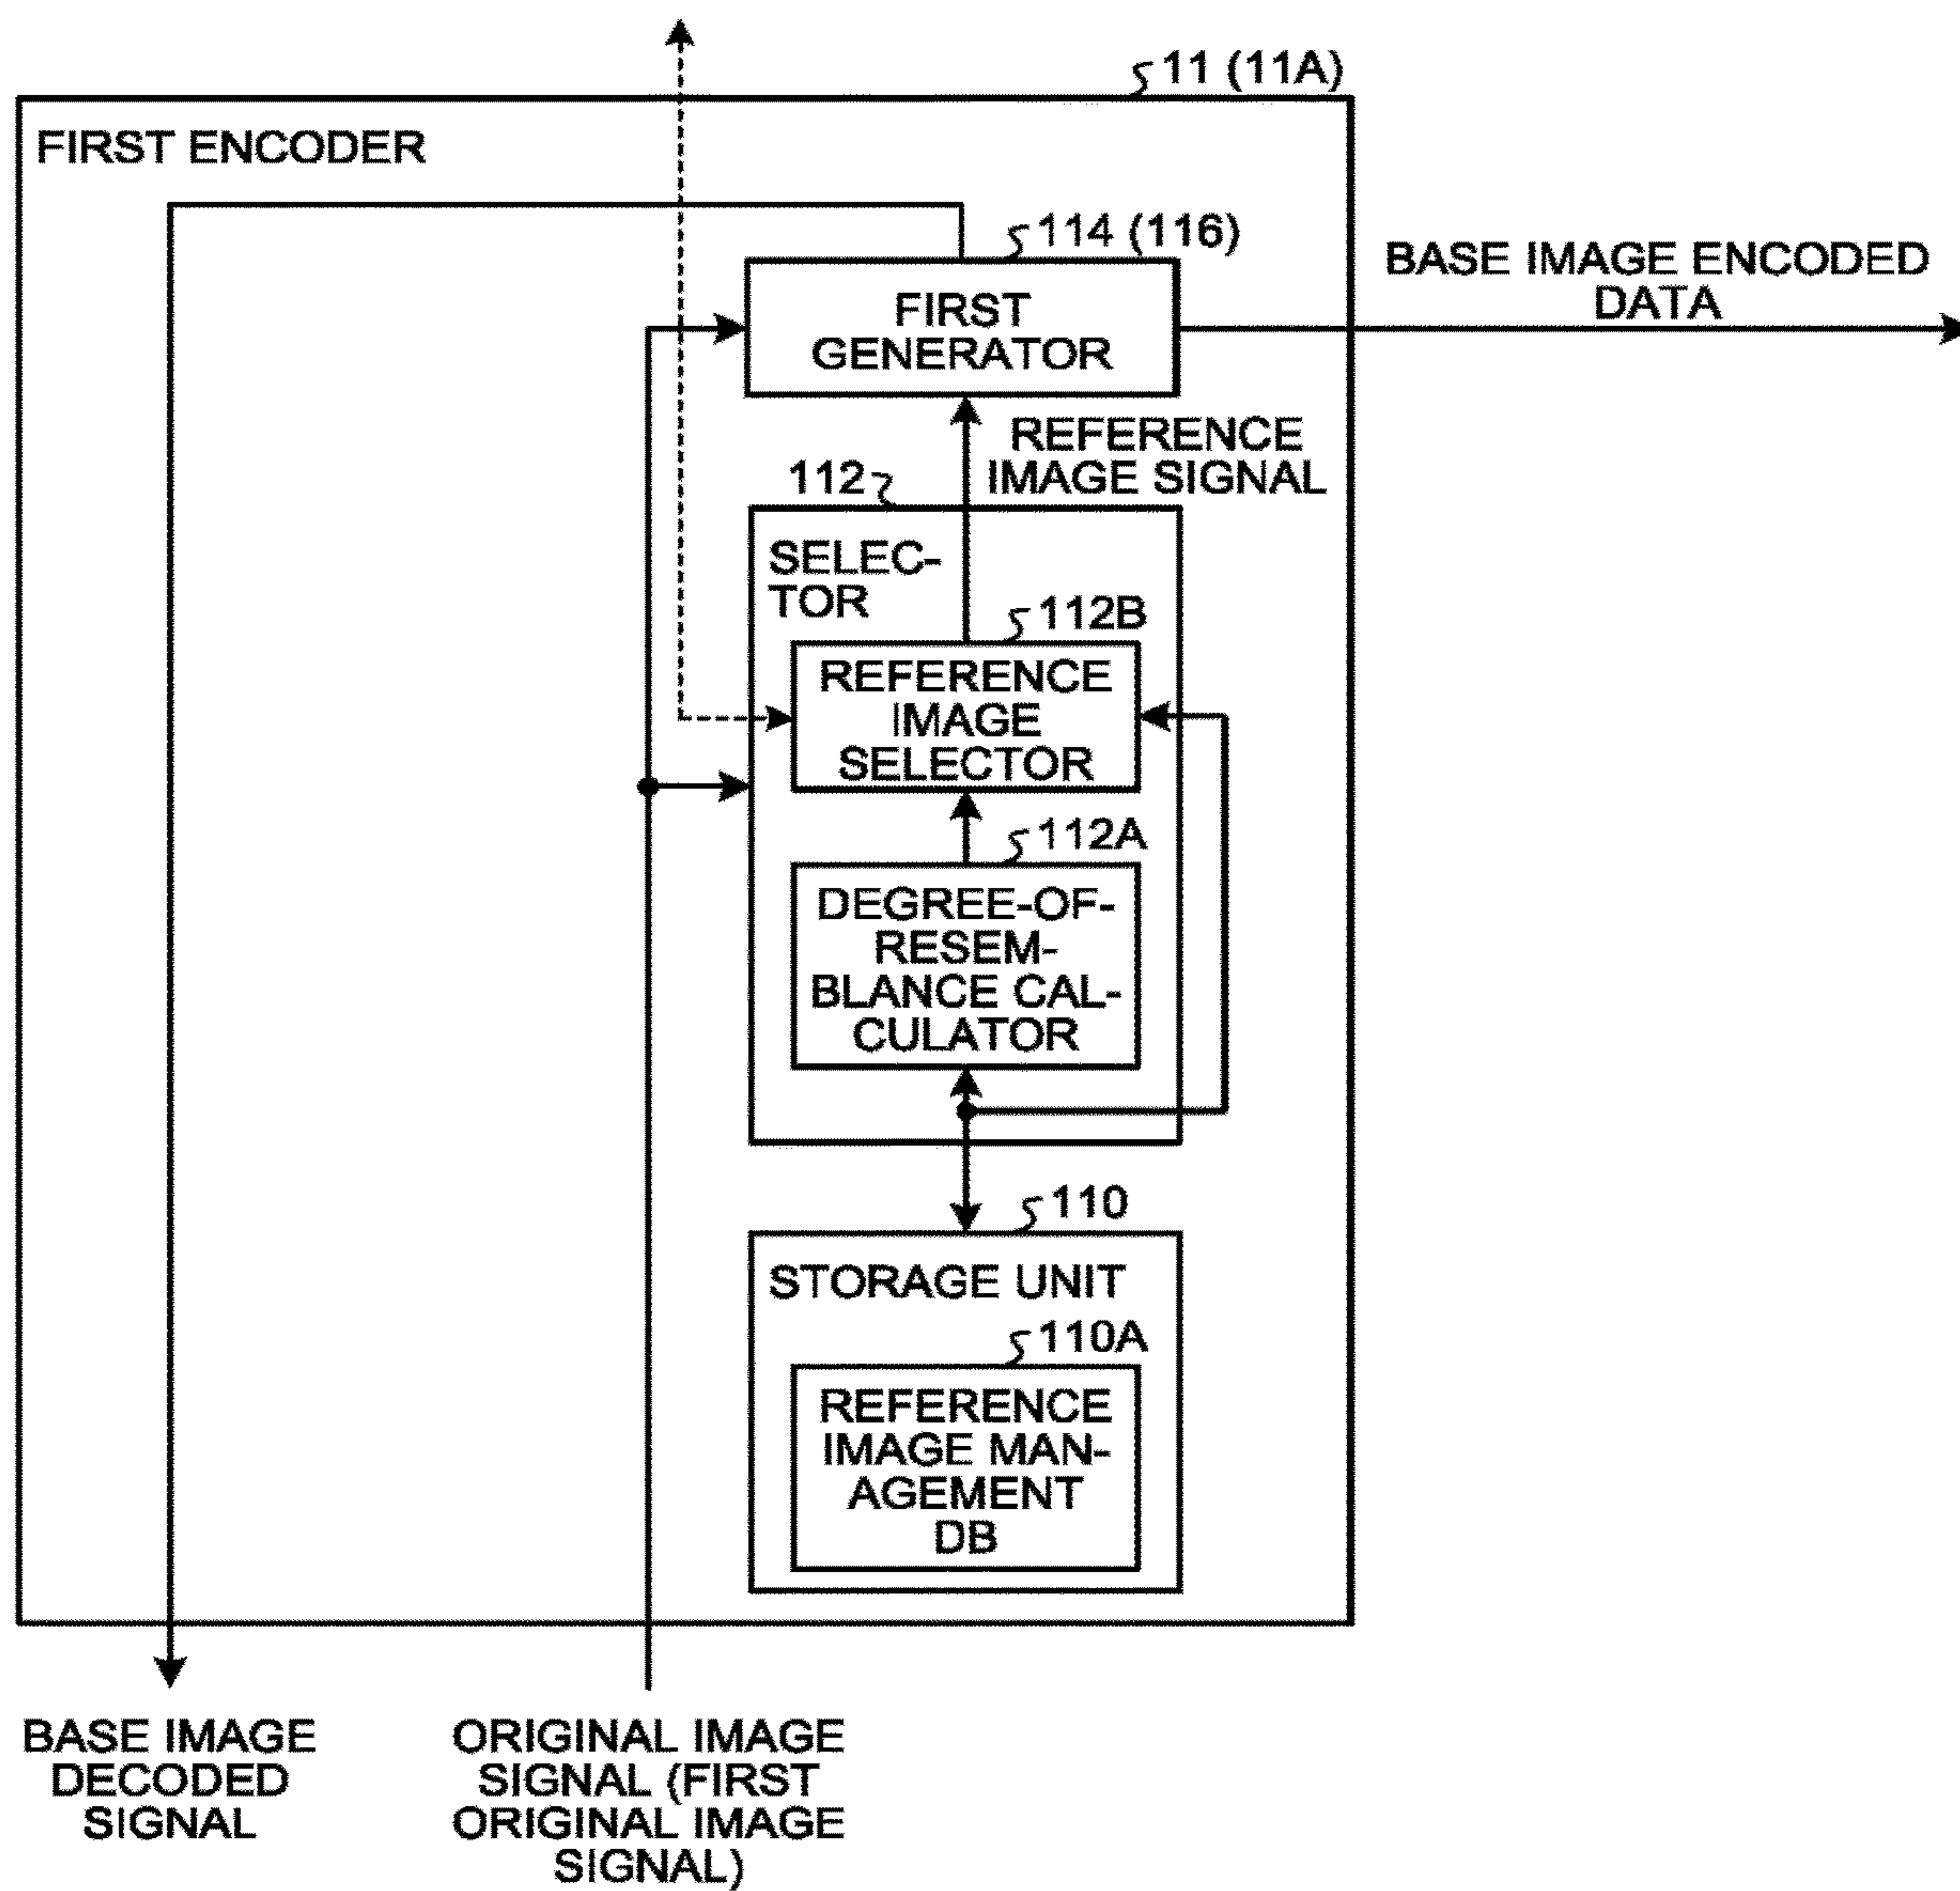 11 (11A)
FIRST ENCODER
114 (116)
BASE IMAGE ENCODED
DATA
FIRST
GENERATOR
REFERENCE
IMAGE SIGNAL
112
SELEC-
TOR
112B
REFERENCE
IMAGE
SELECTOR
112A
DEGREE-OF-
RESEM-
BLANCE CAL-
CULATOR
110
STORAGE UNIT
110A
REFERENCE
IMAGE MAN-
AGEMENT
DB
BASE IMAGE
DECODED
SIGNAL
ORIGINAL IMAGE
SIGNAL (FIRST
ORIGINAL IMAGE
SIGNAL)